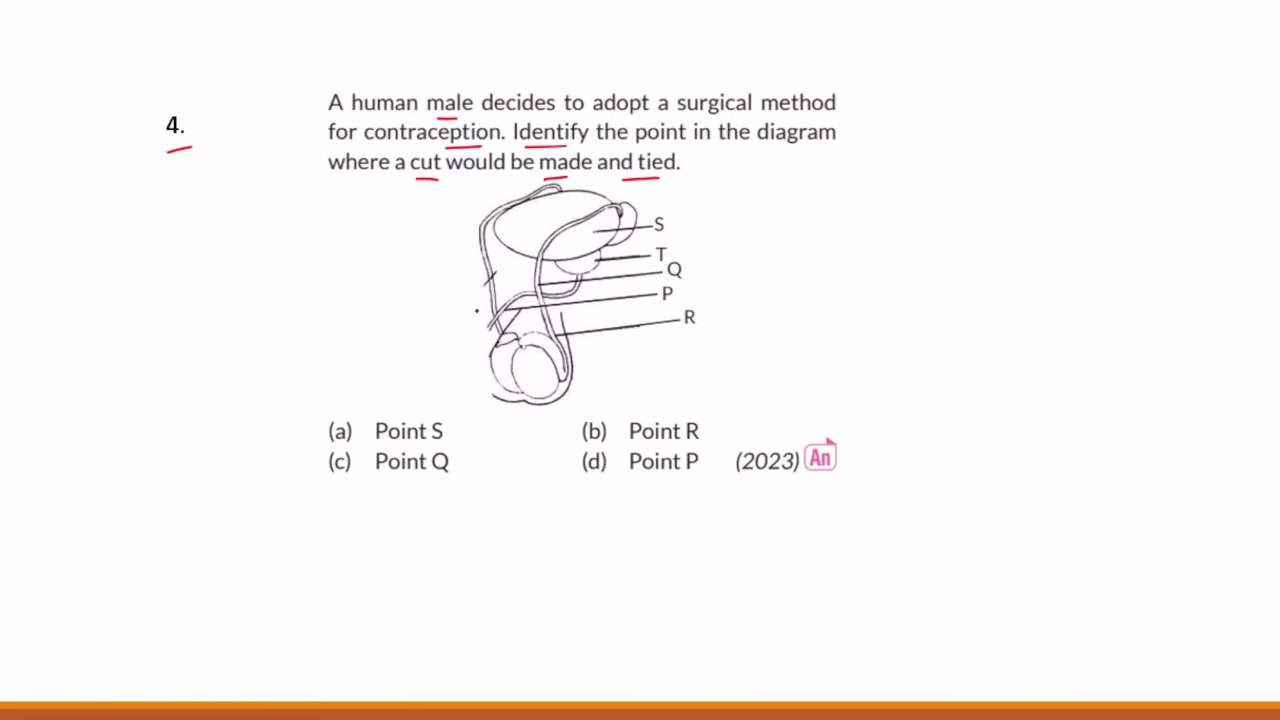 4.
A human male decides to adopt a surgical method
for contraception. Identify the point in the diagram
where a cut would be made and tied.
S
T
Q
P
R
(a) Point S (b) Point R
(c) Point Q (d) Point P (2023) An